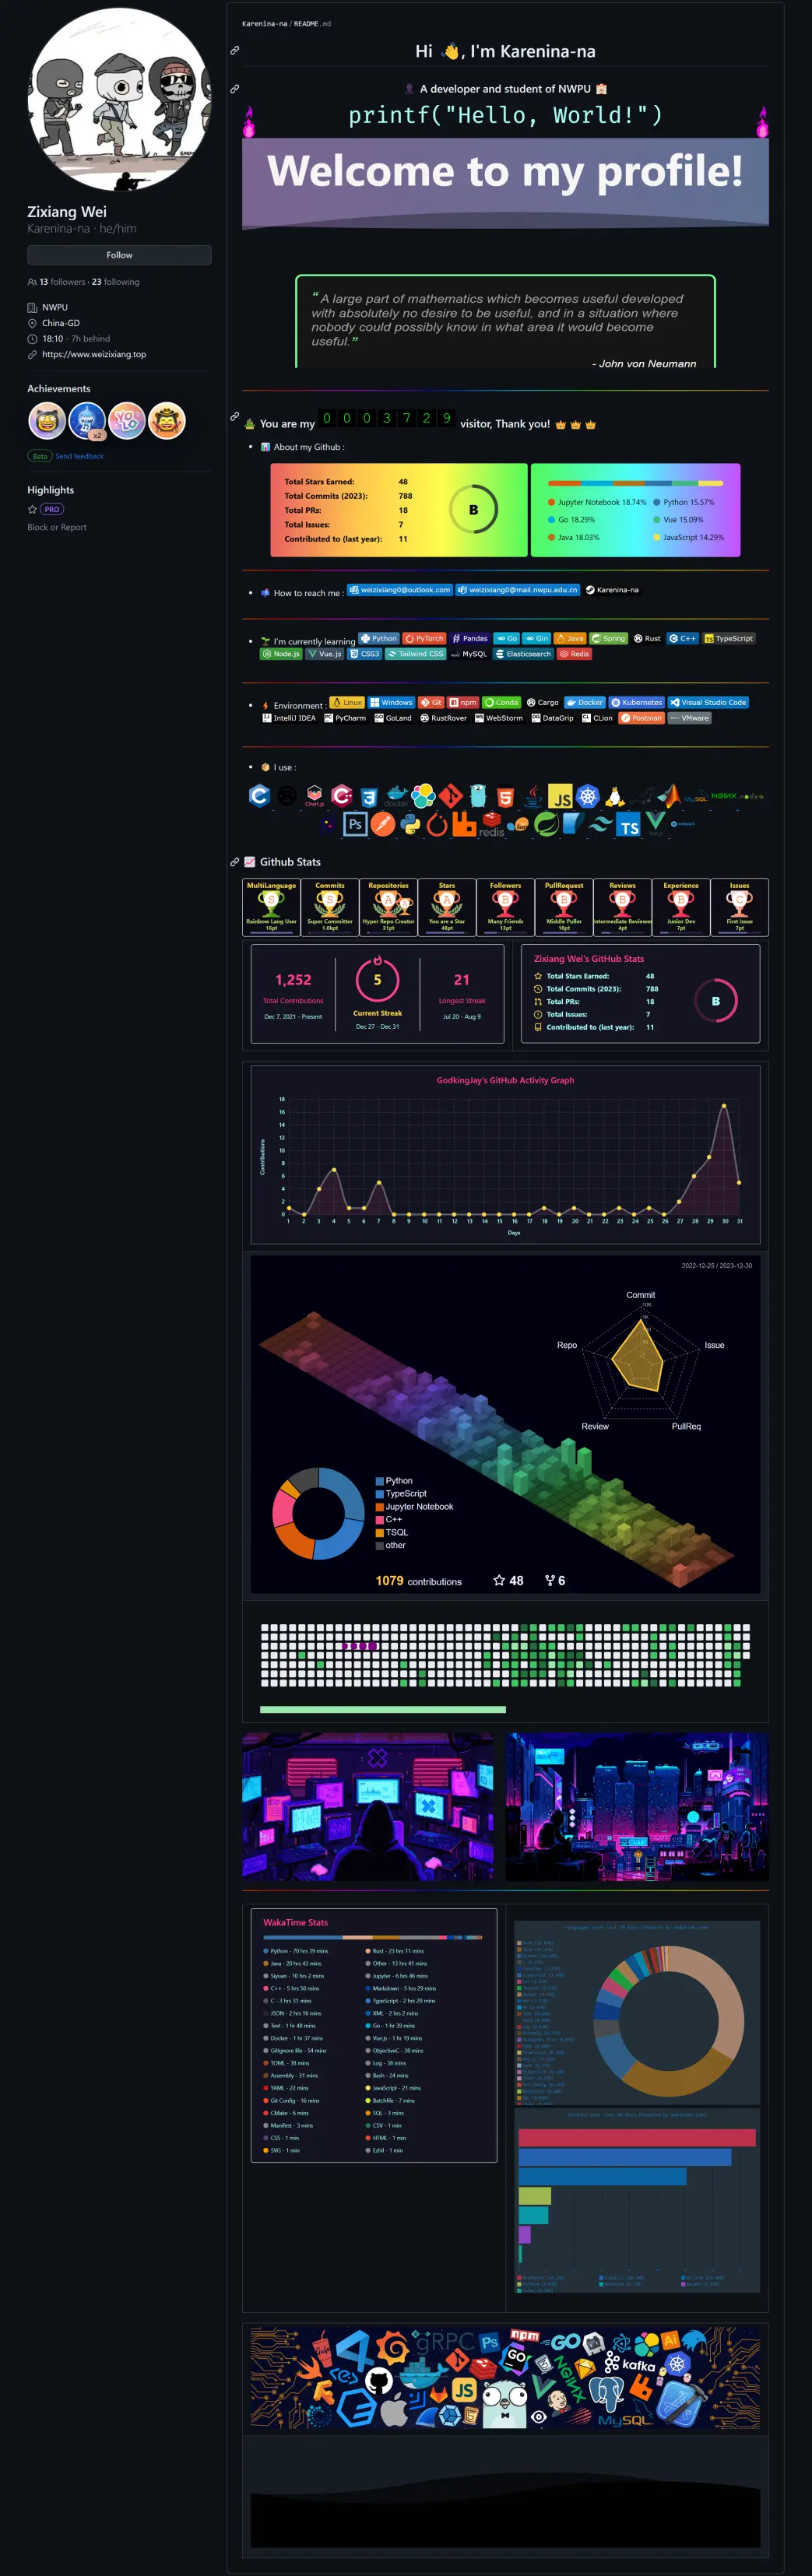 Karenina-na / README.md
Hi 👋, I'm Karenina-na
A developer and student of NWPU
printf("Hello, World!")
Welcome to my profile!
Zixiang Wei
Karenina-na · he/him
Follow
13 followers · 23 following
NWPU
China-GD
18:10 - 7h behind
https://www.weizixiang.top
Achievements
YOLO
x2
Beta Send feedback
Highlights
PRO
Block or Report
“ A large part of mathematics which becomes useful developed
with absolutely no desire to be useful, and in a situation where
nobody could possibly know in what area it would become
useful.”
- John von Neumann
You are my 0003729 visitor, Thank you!
About my Github :
Total Stars Earned: 48
Total Commits (2023): 788
Total PRs: 18
Total Issues: 7
Contributed to (last year): 11
B
Jupyter Notebook 18.74% Python 15.57%
Go 18.29% Vue 15.09%
Java 18.03% JavaScript 14.29%
How to reach me : weizixiang0@outlook.com weizixiang0@mail.nwpu.edu.cn Karenina-na
I'm currently learning Python PyTorch Pandas Go Gin Java Spring Rust C++ TypeScript
Node.js Vue.js CSS3 Tailwind CSS MySQL Elasticsearch Redis
Environment : Linux Windows Git npm Conda Cargo Docker Kubernetes Visual Studio Code
IntelliJ IDEA PyCharm GoLand RustRover WebStorm DataGrip CLion Postman VMware
I use :
Chart.js docker JS MySQL NGINX
Ps redis TS
Github Stats
MultiLanguage Commits Repositories Stars Followers PullRequest Reviews Experience Issues
S S A A B B B B C
Rainbow Lang User Super Committer Hyper Repo Creator You are a Star Many Friends Middle Puller Intermediate Reviewer Junior Dev First Issue
16pt 1.0kpt 31pt 48pt 13pt 18pt 4pt 7pt 7pt
1,252
Total Contributions
Dec 7, 2021 - Present
5
Current Streak
Dec 27 - Dec 31
21
Longest Streak
Jul 20 - Aug 9
Zixiang Wei's GitHub Stats
Total Stars Earned: 48
Total Commits (2023): 788
Total PRs: 18
Total Issues: 7
Contributed to (last year): 11
B
GodkingJay's GitHub Activity Graph
Contributions
18
16
14
12
10
8
6
4
2
0
1 2 3 4 5 6 7 8 9 10 11 12 13 14 15 16 17 18 19 20 21 22 23 24 25 26 27 28 29 30 31
Days
2022-12-25 / 2023-12-30
Commit
10K
1K
Repo
Issue
Review
PullReq
Python
TypeScript
Jupyter Notebook
C++
TSQL
other
1079 contributions 48 6
WakaTime Stats
Python - 70 hrs 39 mins Rust - 23 hrs 11 mins
Java - 20 hrs 43 mins Other - 13 hrs 41 mins
Siyuan - 10 hrs 2 mins Jupyter - 6 hrs 46 mins
C++ - 5 hrs 50 mins Markdown - 5 hrs 29 mins
C - 3 hrs 31 mins TypeScript - 2 hrs 29 mins
JSON - 2 hrs 16 mins XML - 2 hrs 2 mins
Text - 1 hr 48 mins Go - 1 hr 39 mins
Docker - 1 hr 37 mins Vue.js - 1 hr 19 mins
Gitignore file - 54 mins ObjectiveC - 38 mins
TOML - 38 mins Log - 38 mins
Assembly - 31 mins Bash - 24 mins
YAML - 22 mins JavaScript - 21 mins
Git Config - 16 mins Batchfile - 7 mins
CMake - 6 mins SQL - 3 mins
Manifest - 3 mins CSV - 1 min
CSS - 1 min HTML - 1 min
SVG - 1 min Ezhil - 1 min
gRPC Ps npm GO Ai
GO kafka
JS NGINX
MySQL